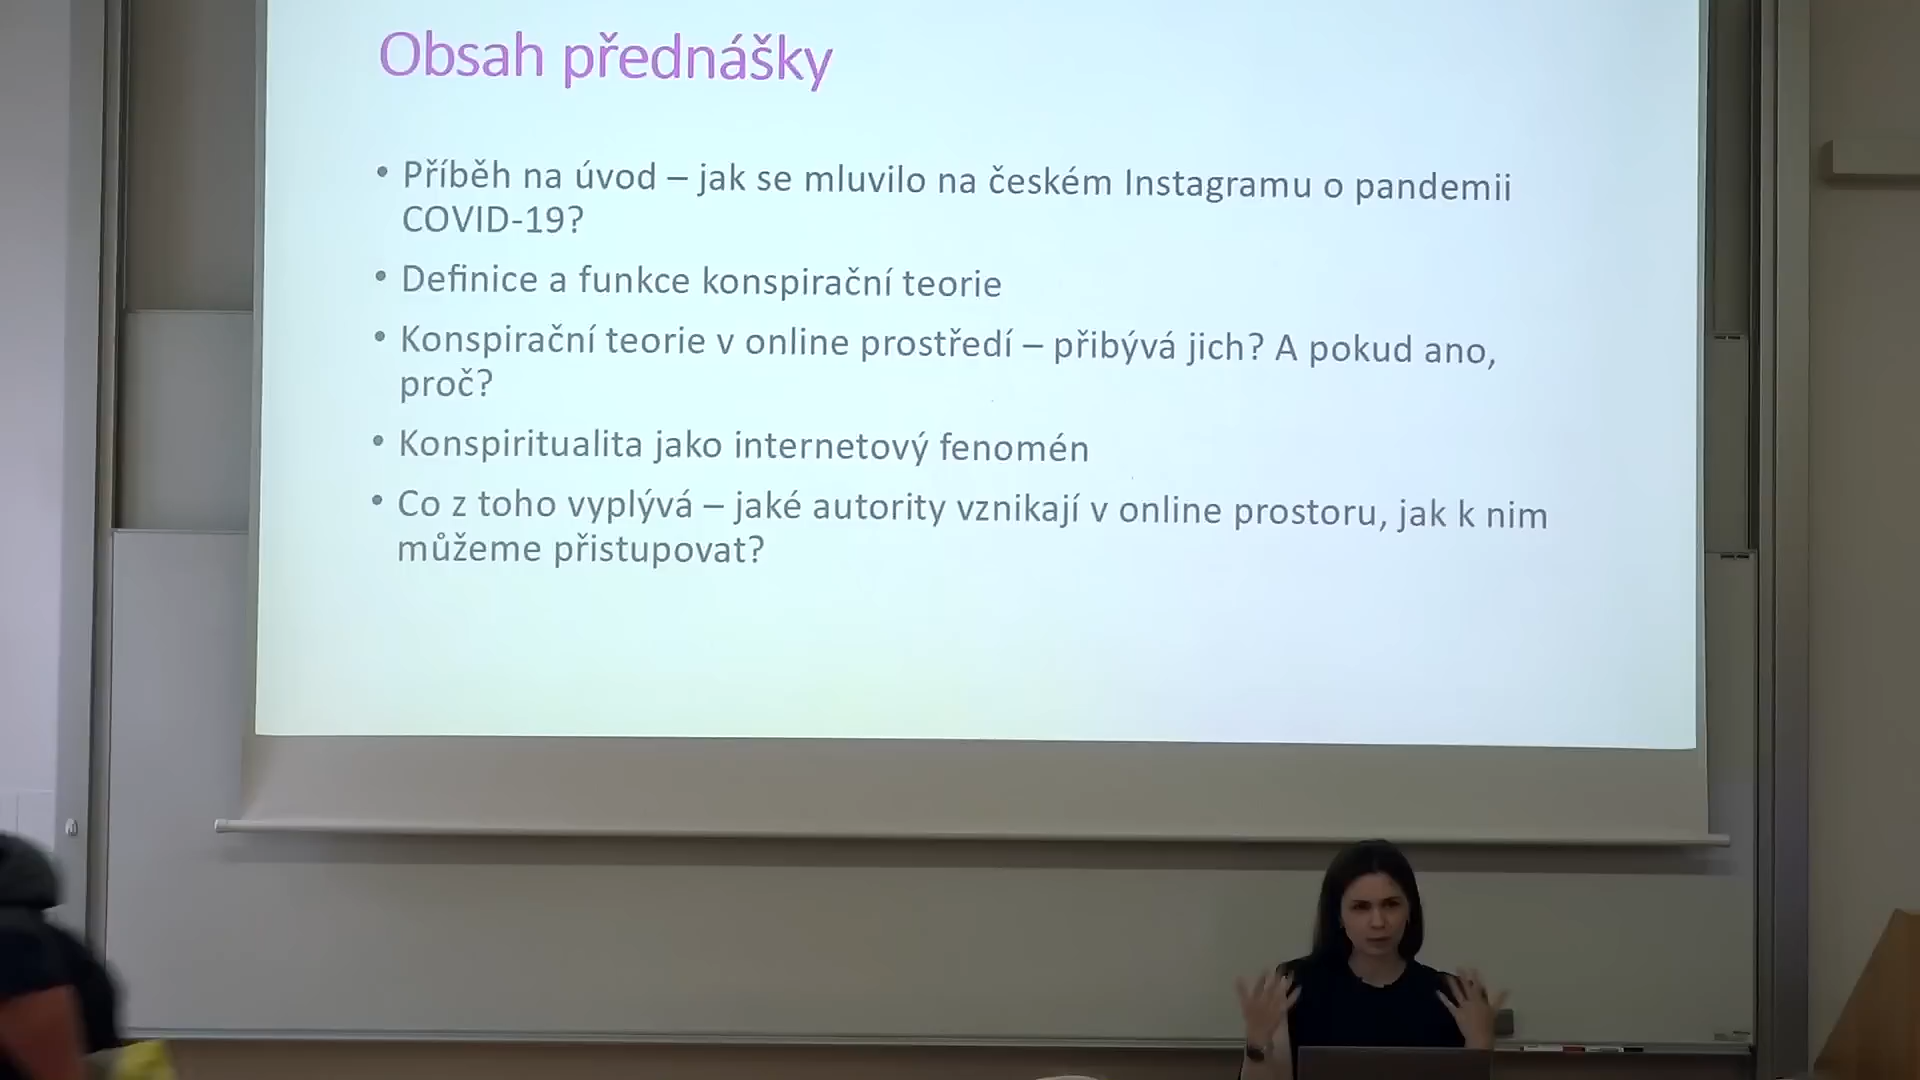 Obsah přednášky
• Příběh na úvod – jak se mluvilo na českém Instagramu o pandemii
COVID-19?
• Definice a funkce konspirační teorie
• Konspirační teorie v online prostředí – přibývá jich? A pokud ano,
proč?
• Konspiritualita jako internetový fenomén
• Co z toho vyplývá – jaké autority vznikají v online prostoru, jak k nim
můžeme přistupovat?